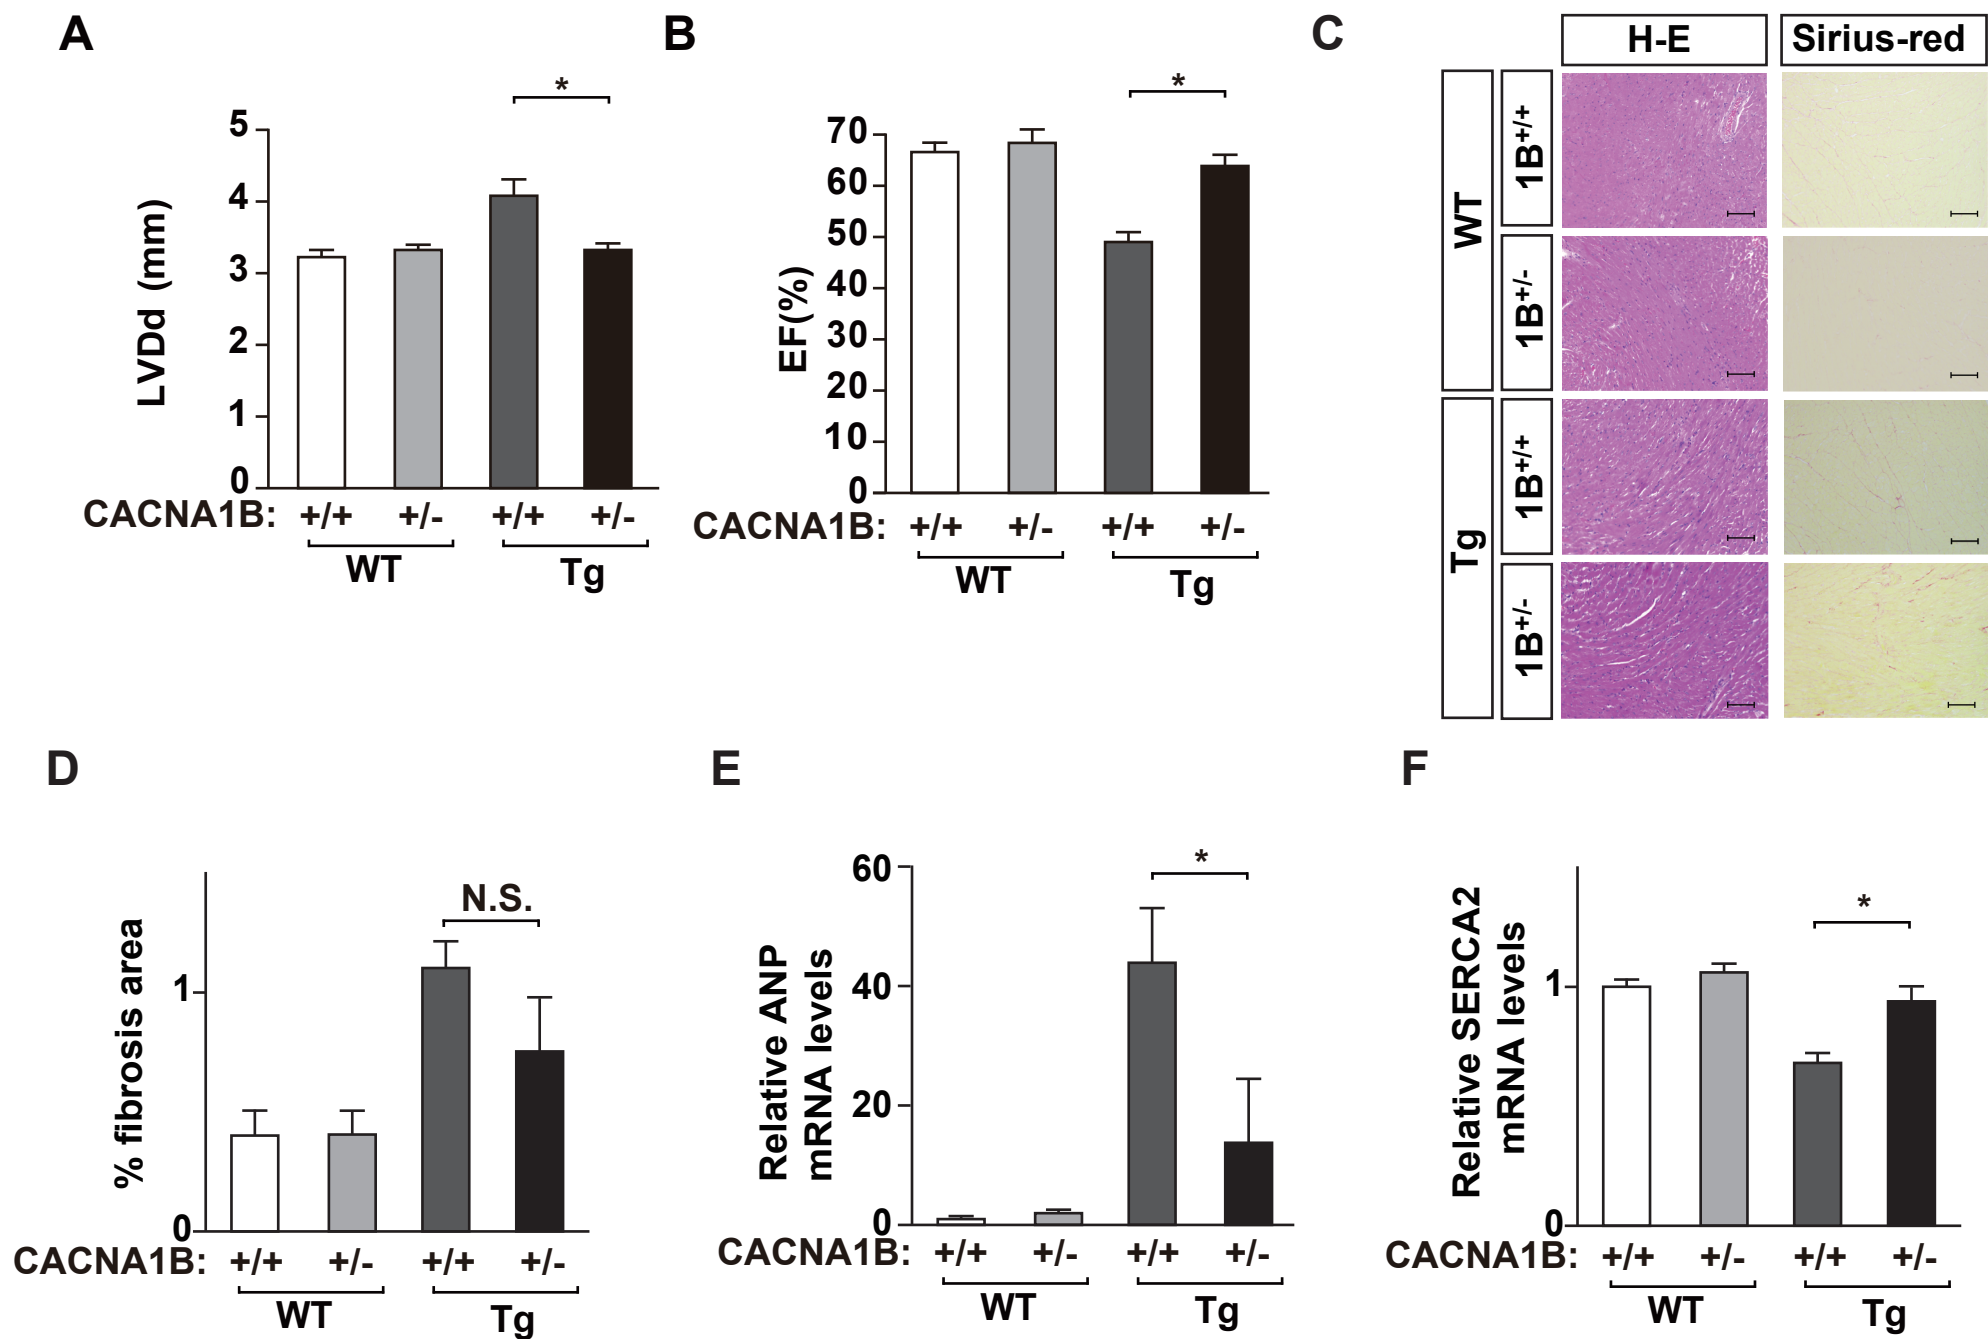 A
*
5
4
3
2
1
0
LVDd (mm)
CACNA1B: +/+ +/- +/+ +/-
WT Tg
B
*
70
60
50
40
30
20
10
0
EF(%)
CACNA1B: +/+ +/- +/+ +/-
WT Tg
C
H-E Sirius-red
WT
1B+/+
1B+/-
Tg
1B+/+
1B+/-
D
N.S.
1
0
% fibrosis area
CACNA1B: +/+ +/- +/+ +/-
WT Tg
E
*
60
40
20
0
Relative ANP
mRNA levels
CACNA1B: +/+ +/- +/+ +/-
WT Tg
F
*
1
0
Relative SERCA2
mRNA levels
CACNA1B: +/+ +/- +/+ +/-
WT Tg